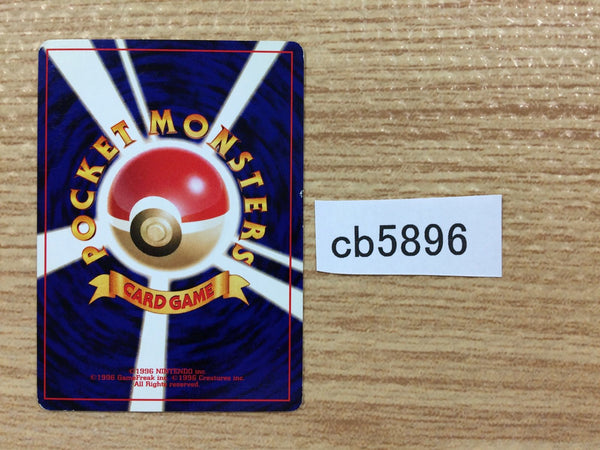 POCKET MONSTERS
CARD GAME
©1996 NINTENDO inc.
©1996 GameFreak inc. ©1996 Creatures inc.
All Rights reserved.
cb5896